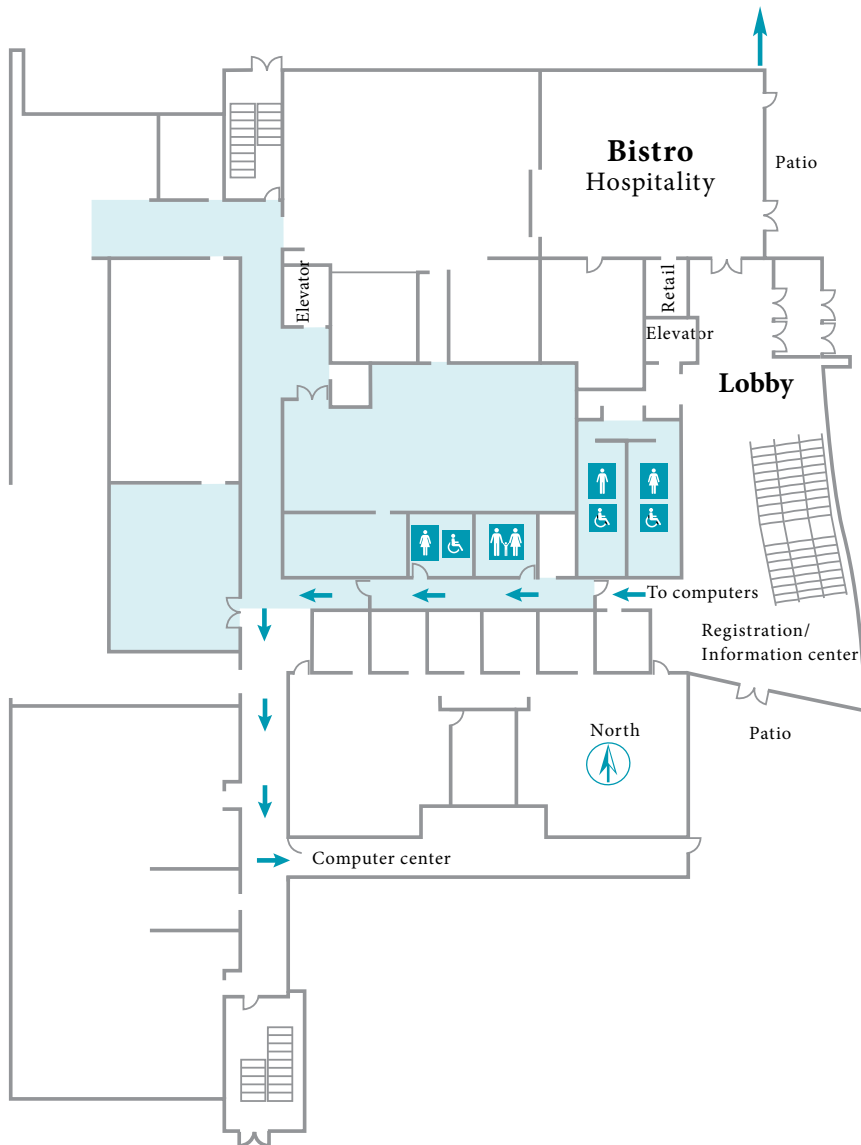 Bistro
Hospitality
Patio
Elevator
Retail
Elevator
Lobby
To computers
Registration/
Information center
North
Patio
Computer center